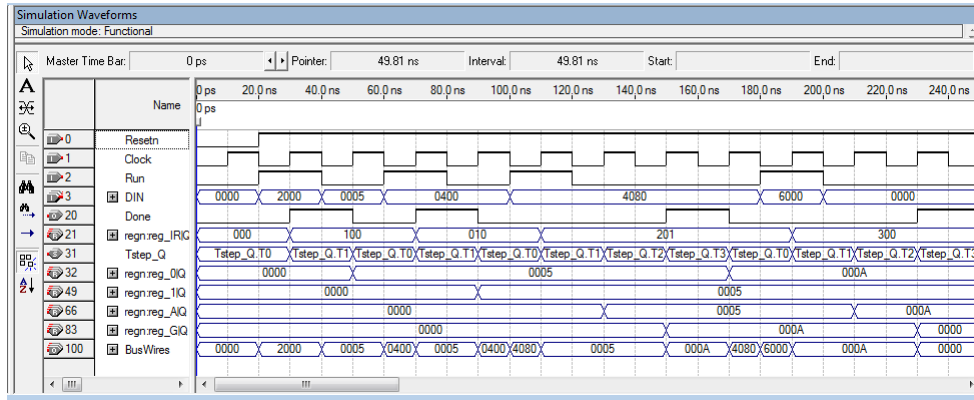 Simulation Waveforms
Simulation mode: Functional
Master Time Bar: 0 ps Pointer: 49.81 ns Interval: 49.81 ns Start: End:
Name 0 ps 20.0 ns 40.0 ns 60.0 ns 80.0 ns 100.0 ns 120.0 ns 140.0 ns 160.0 ns 180.0 ns 200.0 ns 220.0 ns 240.0 ns
0 ps
0 Resetn
1 Clock
2 Run
3 DIN 0000 2000 0005 0400 4080 6000 0000
20 Done
21 regn:reg_IR|Q 000 100 010 201 300
31 Tstep_Q Tstep_Q.T0 Tstep_Q.T1 Tstep_Q.T0 Tstep_Q.T1 Tstep_Q.T0 Tstep_Q.T1 Tstep_Q.T2 Tstep_Q.T3 Tstep_Q.T0 Tstep_Q.T1 Tstep_Q.T2 Tstep_Q.T3
32 regn:reg_0|Q 0000 0005 000A
49 regn:reg_1|Q 0000 0005
66 regn:reg_A|Q 0000 0005 000A
83 regn:reg_G|Q 0000 000A 0000
100 BusWires 0000 2000 0005 0400 0005 0400 4080 0005 000A 4080 6000 000A 0000